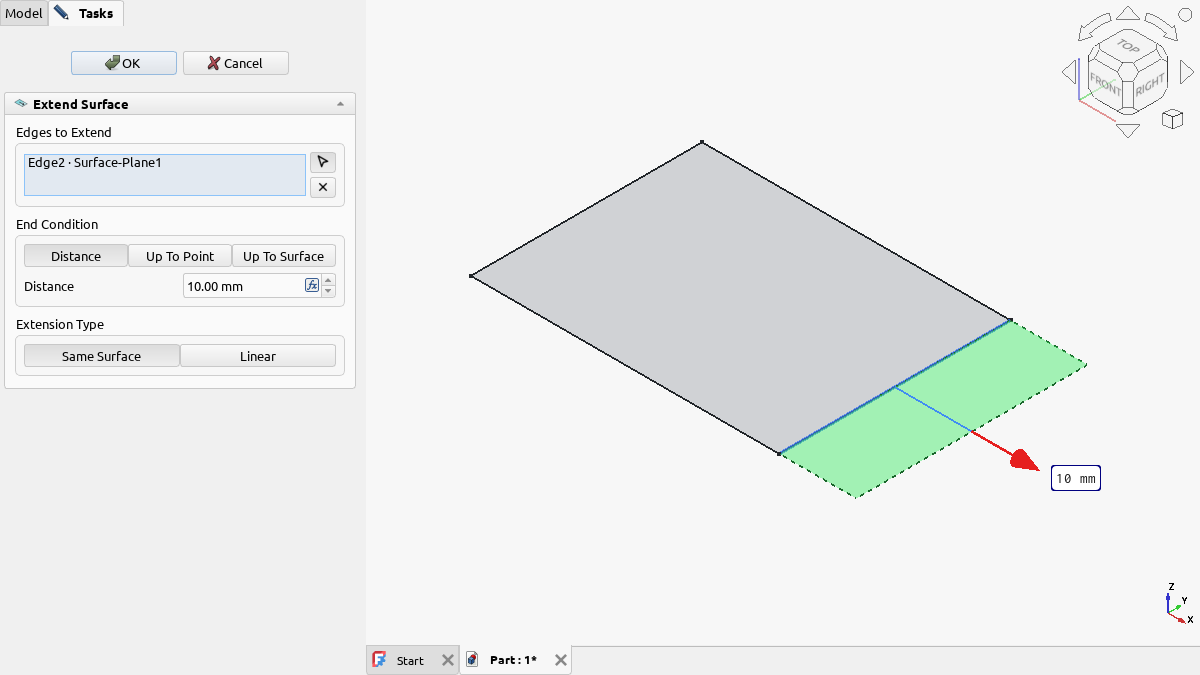 Model
Tasks
OK
Cancel
Extend Surface
Edges to Extend
Edge2 · Surface-Plane1
End Condition
Distance
Up To Point
Up To Surface
Distance
10.00 mm
fx
Extension Type
Same Surface
Linear
TOP
FRONT
RIGHT
10 mm
Z
Y
X
Start
Part : 1*